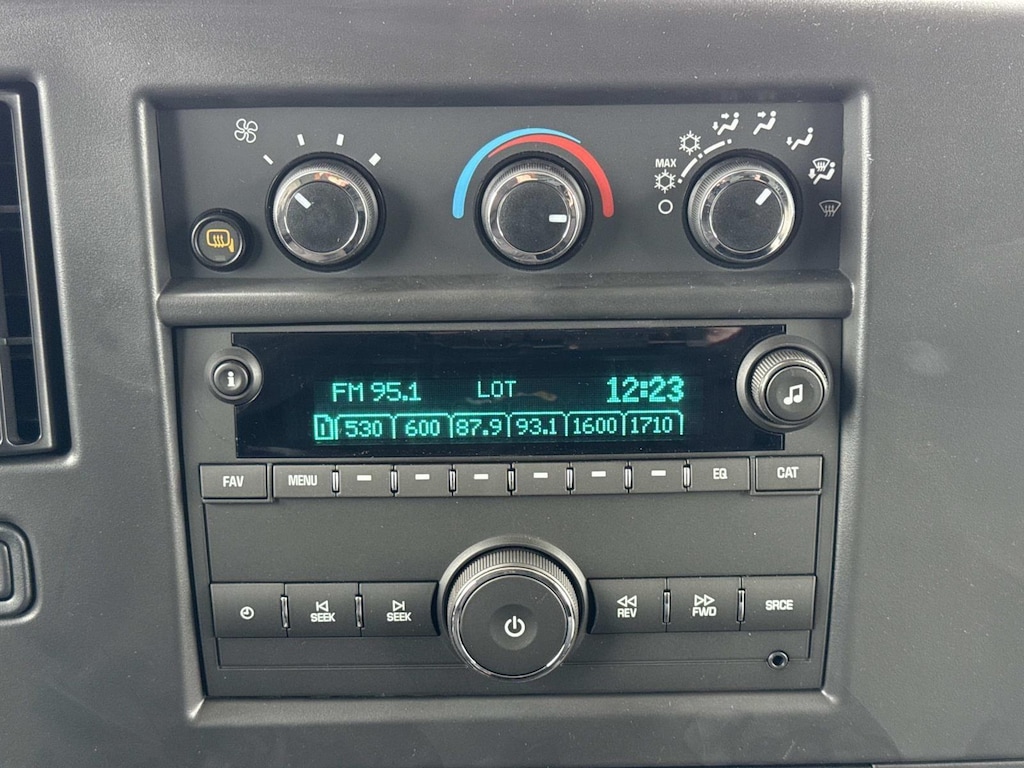 MAX
i
FM 95.1 LOT 12:23
1 530 600 87.9 93.1 1600 1710
FAV MENU EQ CAT
SEEK SEEK REV FWD SRCE